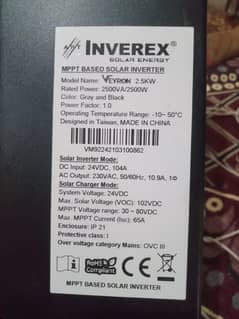 INVEREX®
SOLAR ENERGY
MPPT BASED SOLAR INVERTER
Model Name: VEYRON 2.5KW
Rated Power: 2500VA/2500W
Color: Gray and Black
Power Factor: 1.0
Operating Temperature Range: -10~ 50°C
Designed in Taiwan, MADE IN CHINA
VM92242103100862
Solar Inverter Mode:
DC Input: 24VDC, 104A
AC Output: 230VAC, 50/60Hz, 10.9A, 1Φ
Solar Charger Mode:
System Voltage: 24VDC
Max. Solar Voltage (VOC): 102VDC
MPPT Voltage range: 30 ~ 80VDC
Max. MPPT Current (Imax): 65A
Enclosure: IP 21
Protective class: I
Over voltage category Mains: OVC III
RoHS
Compliant
CE
MPPT BASED SOLAR INVERTER